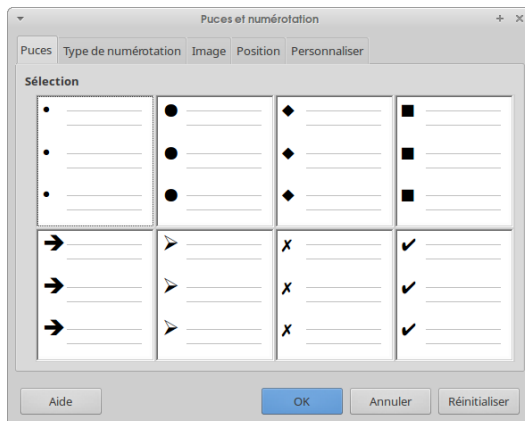 Puces et numérotation
Puces Type de numérotation Image Position Personnaliser
Sélection
Aide OK Annuler Réinitialiser